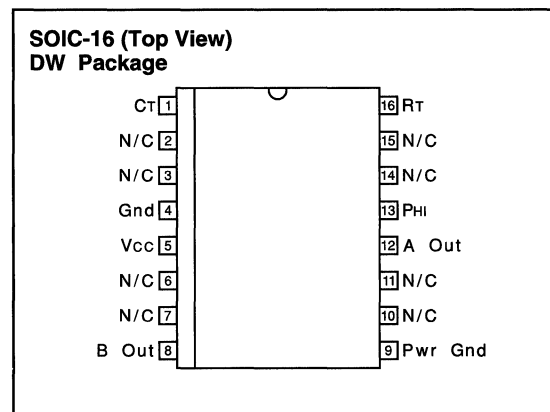 SOIC-16 (Top View)
DW Package
CT 1
N/C 2
N/C 3
Gnd 4
VCC 5
N/C 6
N/C 7
B Out 8
16 RT
15 N/C
14 N/C
13 PHI
12 A Out
11 N/C
10 N/C
9 Pwr Gnd